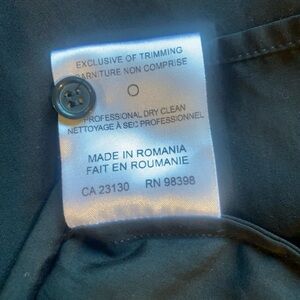 EXCLUSIVE OF TRIMMING
GARNITURE NON COMPRISE
PROFESSIONAL DRY CLEAN
NETTOYAGE À SEC PROFESSIONNEL
MADE IN ROMANIA
FAIT EN ROUMANIE
CA 23130 RN 98398